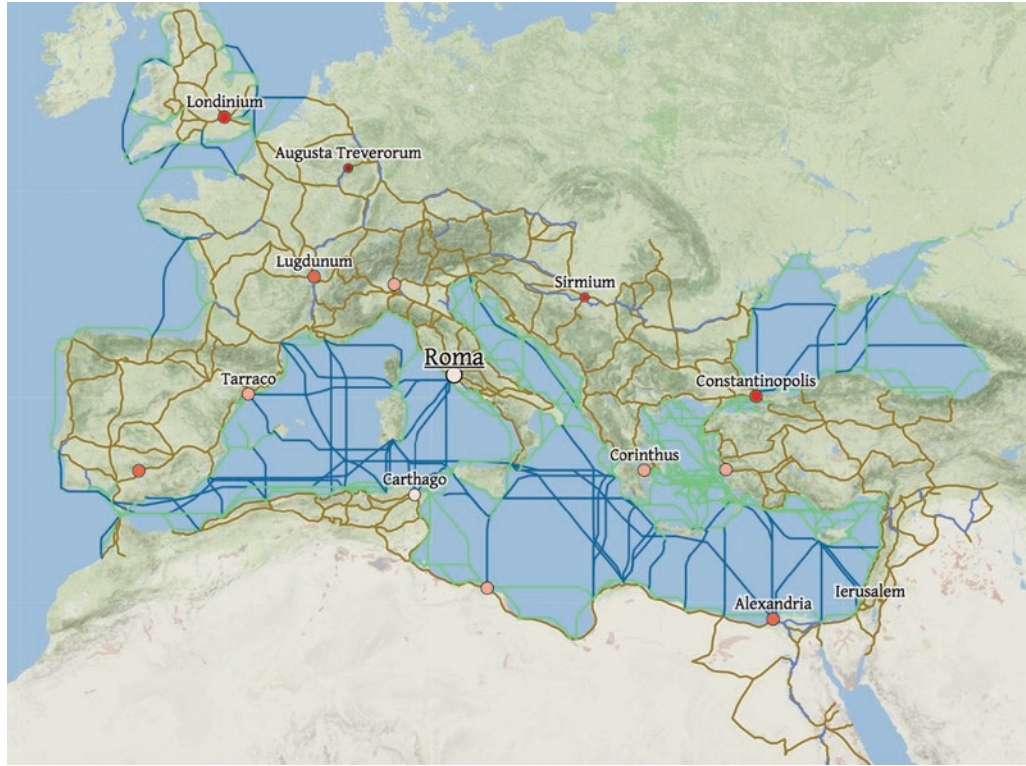 Londinium
Augusta Treverorum
Lugdunum
Sirmium
Roma
Tarraco
Constantinopolis
Corinthus
Carthago
Ierusalem
Alexandria